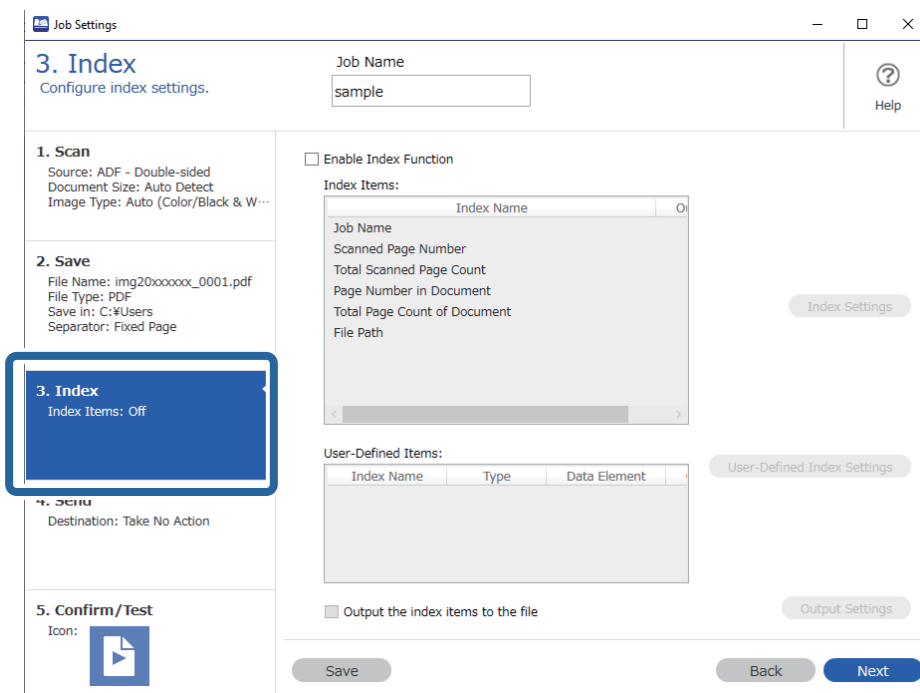 Job Settings
3. Index
Configure index settings.
Job Name
sample
Help
1. Scan
Source: ADF - Double-sided
Document Size: Auto Detect
Image Type: Auto (Color/Black & W···
2. Save
File Name: img20xxxxxx_0001.pdf
File Type: PDF
Save in: C:¥Users
Separator: Fixed Page
3. Index
Index Items: Off
4. Send
Destination: Take No Action
5. Confirm/Test
Icon:
Enable Index Function
Index Items:
Index Name
Job Name
Scanned Page Number
Total Scanned Page Count
Page Number in Document
Total Page Count of Document
File Path
Index Settings
User-Defined Items:
Index Name Type Data Element
User-Defined Index Settings
Output the index items to the file
Output Settings
Save Back Next